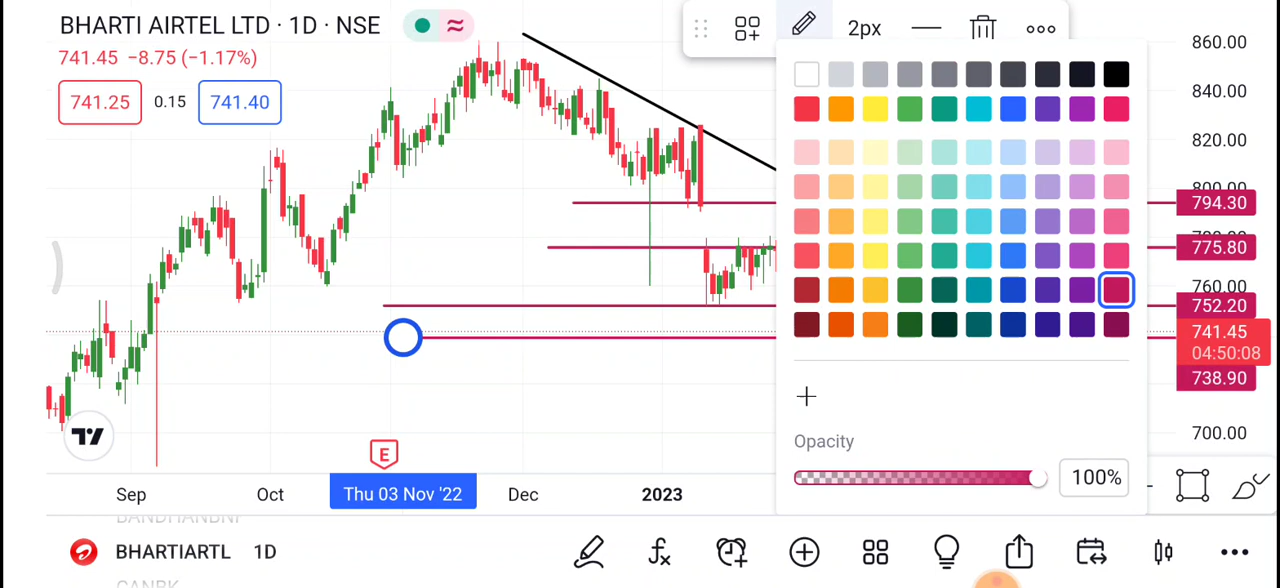 BHARTI AIRTEL LTD · 1D · NSE
741.45 −8.75 (−1.17%)
741.25 0.15 741.40
2px
860.00
840.00
820.00
800.00
794.30
775.80
760.00
752.20
741.45
04:50:08
738.90
700.00
Opacity
100%
E
Sep Oct Thu 03 Nov '22 Dec 2023
BANDHANBNK
BHARTIARTL 1D
CANBK